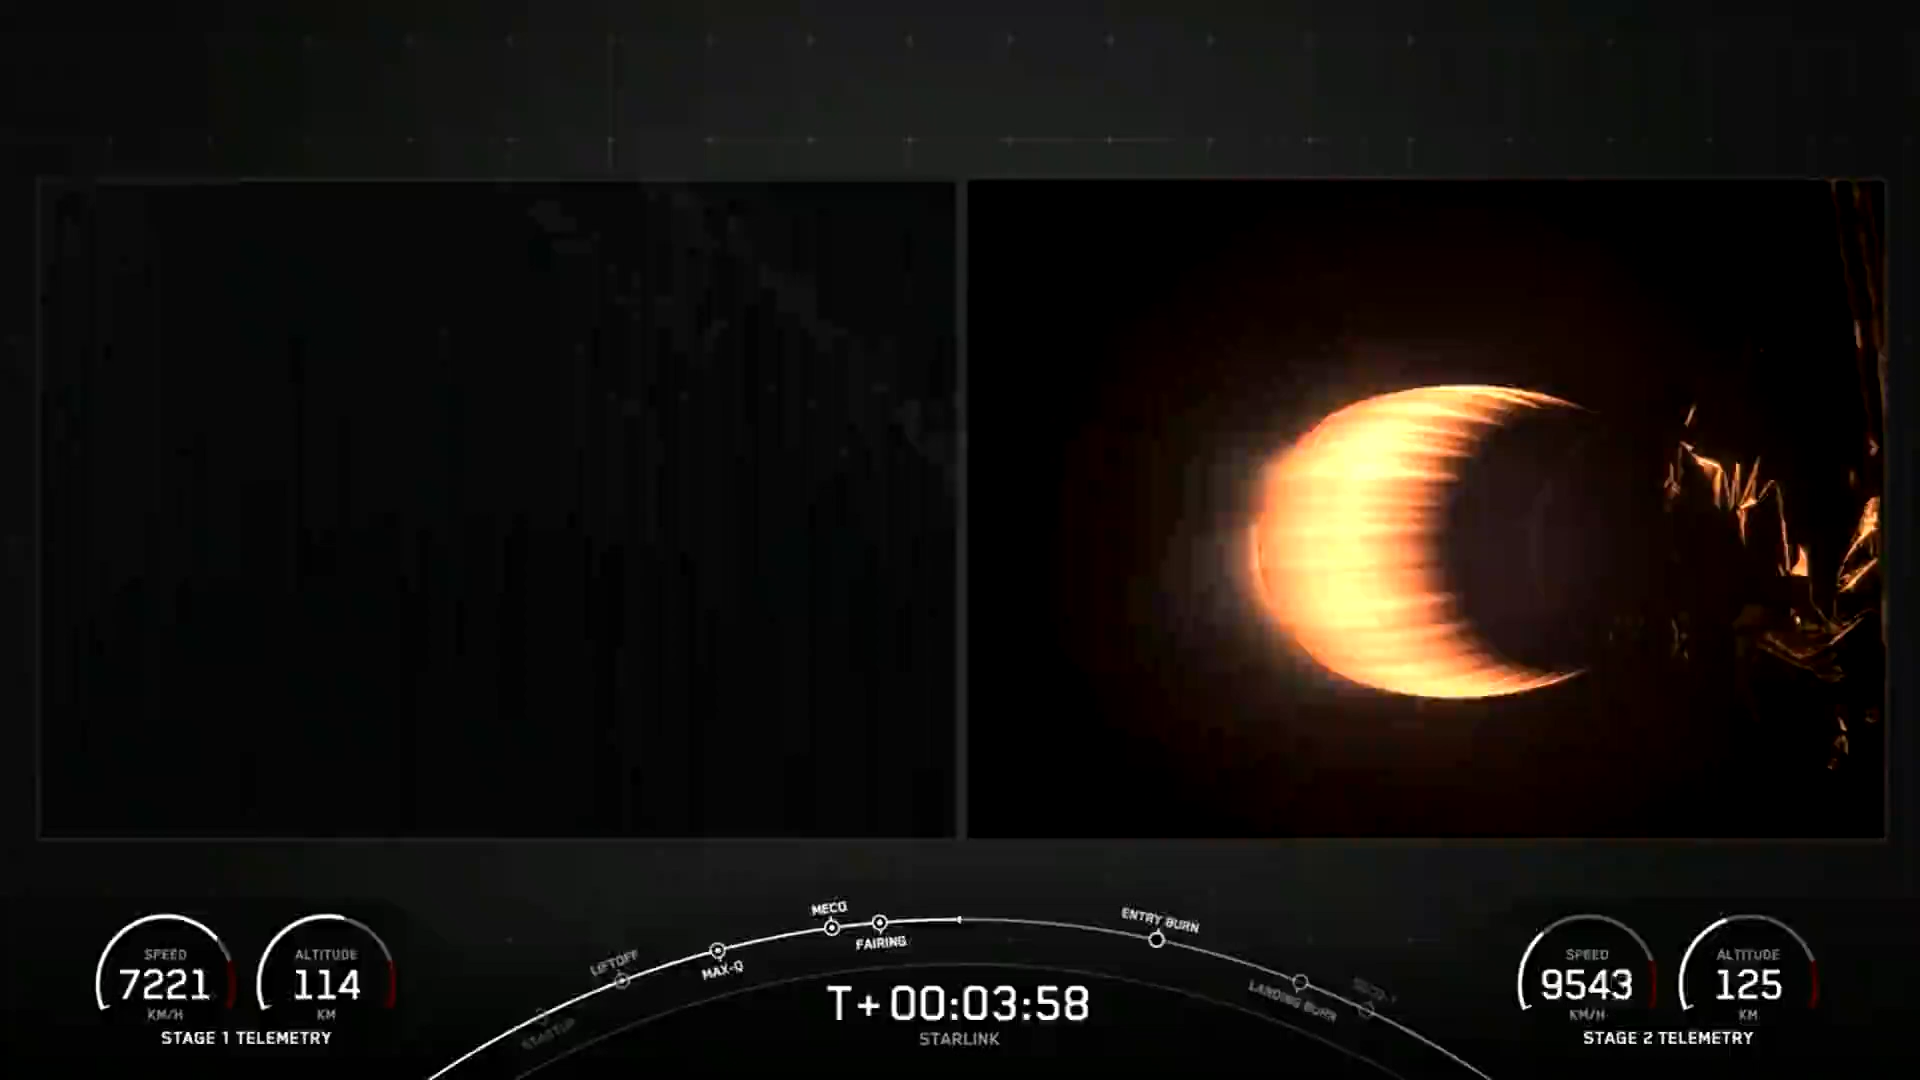 MECO
ENTRY BURN
FAIRING
LIFTOFF
MAX-Q
LANDING BURN
STARTUP
SPEED
7221
KM/H
ALTITUDE
114
KM
STAGE 1 TELEMETRY
T+00:03:58
STARLINK
SPEED
9543
KM/H
ALTITUDE
125
KM
STAGE 2 TELEMETRY